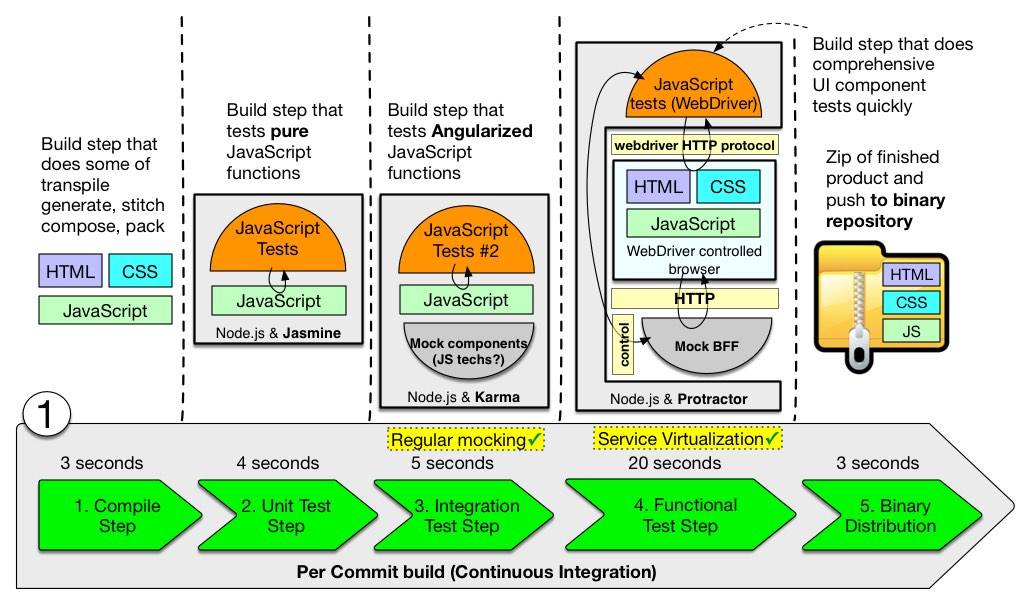 Build step that
does some of
transpile
generate, stitch
compose, pack
HTML
CSS
JavaScript
Build step that
tests pure
JavaScript
functions
JavaScript
Tests
JavaScript
Node.js & Jasmine
Build step that
tests Angularized
JavaScript
functions
JavaScript
Tests #2
JavaScript
Mock components
(JS techs?)
Node.js & Karma
JavaScript
tests (WebDriver)
webdriver HTTP protocol
HTML
CSS
JavaScript
WebDriver controlled
browser
HTTP
control
Mock BFF
Node.js & Protractor
Build step that does
comprehensive
UI component
tests quickly
Zip of finished
product and
push to binary
repository
HTML
CSS
JS
1
Regular mocking✓
Service Virtualization✓
3 seconds
4 seconds
5 seconds
20 seconds
3 seconds
1. Compile
Step
2. Unit Test
Step
3. Integration
Test Step
4. Functional
Test Step
5. Binary
Distribution
Per Commit build (Continuous Integration)